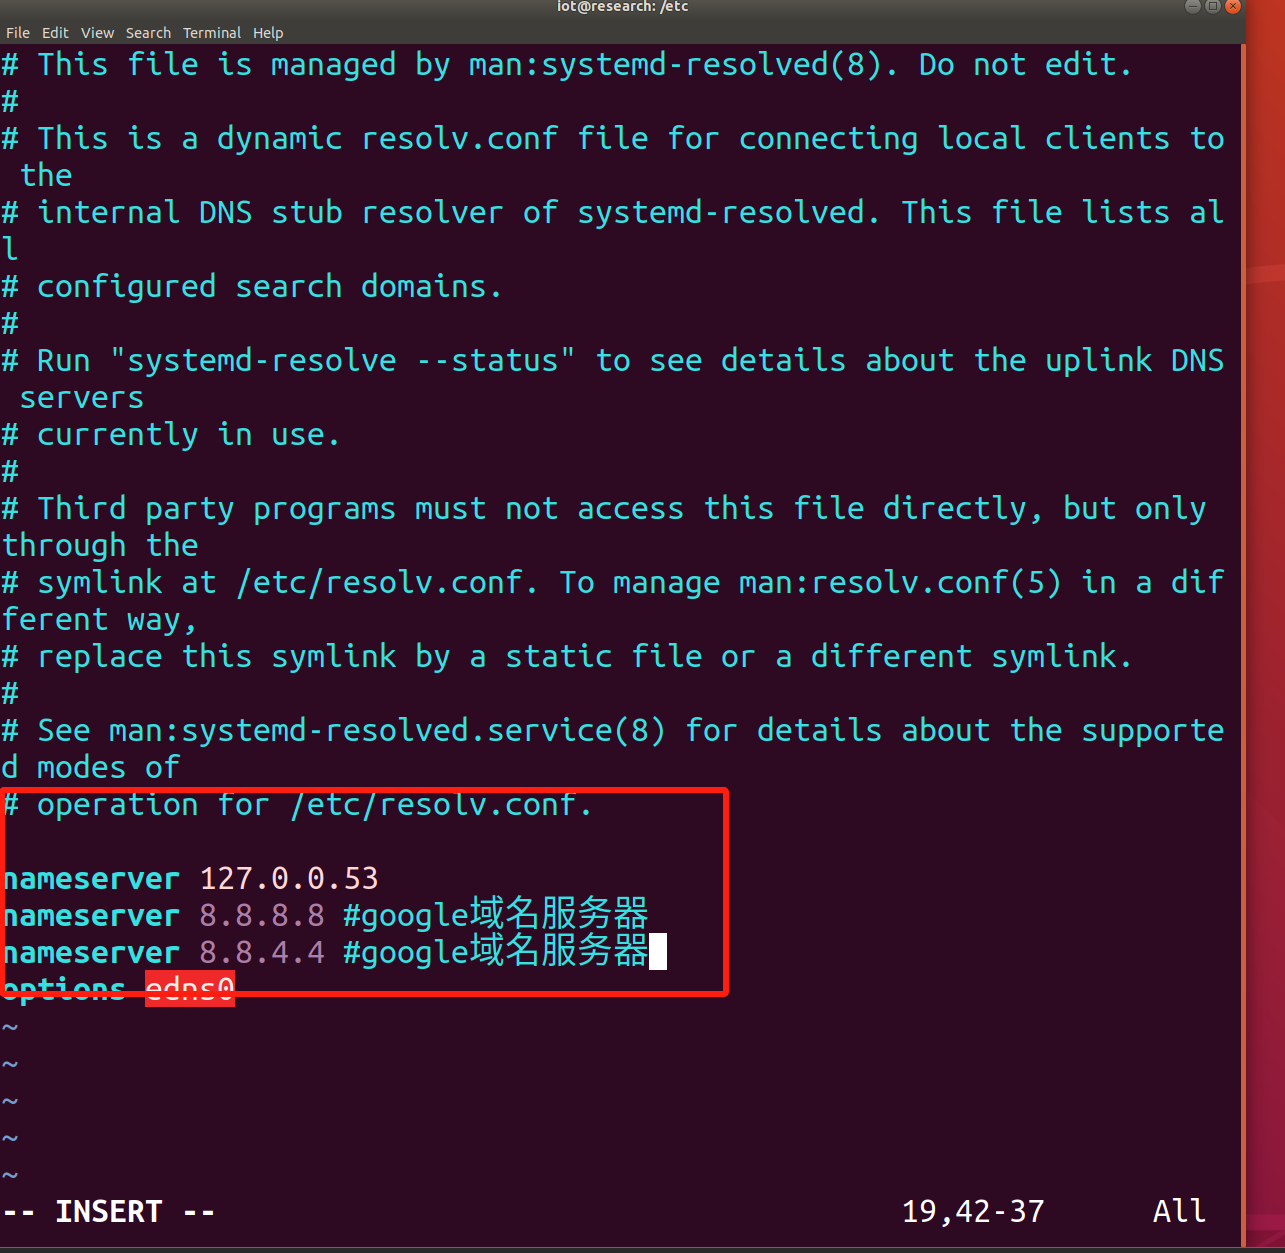 iot@research: /etc
File Edit View Search Terminal Help
# This file is managed by man:systemd-resolved(8). Do not edit.
#
# This is a dynamic resolv.conf file for connecting local clients to
 the
# internal DNS stub resolver of systemd-resolved. This file lists al
l
# configured search domains.
#
# Run "systemd-resolve --status" to see details about the uplink DNS
 servers
# currently in use.
#
# Third party programs must not access this file directly, but only
through the
# symlink at /etc/resolv.conf. To manage man:resolv.conf(5) in a dif
ferent way,
# replace this symlink by a static file or a different symlink.
#
# See man:systemd-resolved.service(8) for details about the supporte
d modes of
# operation for /etc/resolv.conf.
nameserver 127.0.0.53
nameserver 8.8.8.8 #google域名服务器
nameserver 8.8.4.4 #google域名服务器
options edns0
~
~
~
~
~
-- INSERT -- 19,42-37 All